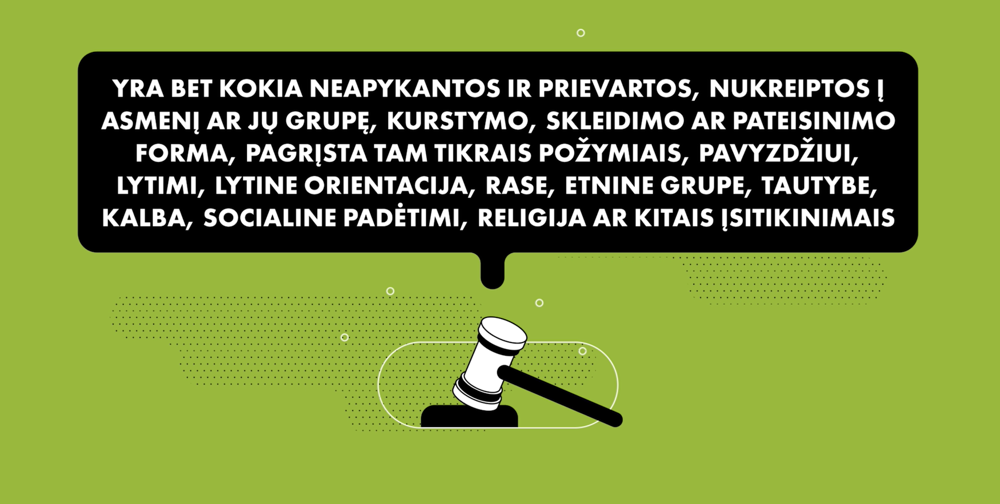 YRA BET KOKIA NEAPYKANTOS IR PRIEVARTOS, NUKREIPTOS Į
ASMENĮ AR JŲ GRUPĘ, KURSTYMO, SKLEIDIMO AR PATEISINIMO
FORMA, PAGRĮSTA TAM TIKRAIS POŽYMIAIS, PAVYZDŽIUI,
LYTIMI, LYTINE ORIENTACIJA, RASE, ETNINE GRUPE, TAUTYBE,
KALBA, SOCIALINE PADĖTIMI, RELIGIJA AR KITAIS ĮSITIKINIMAIS